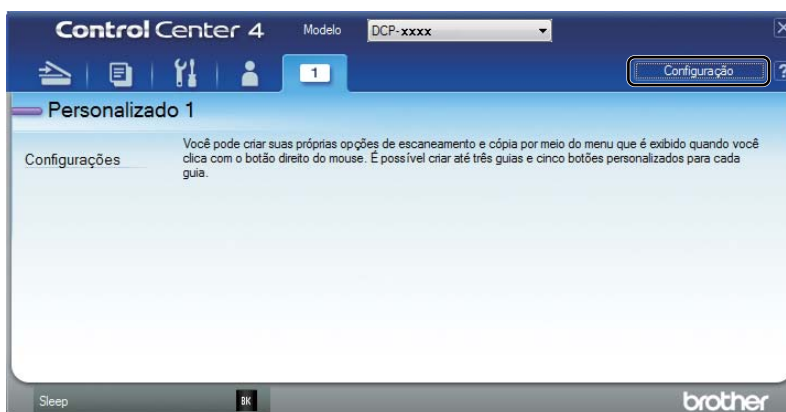 Control Center 4
Modelo
DCP-xxxx
1
Configuração
?
Personalizado 1
Configurações
Você pode criar suas próprias opções de escaneamento e cópia por meio do menu que é exibido quando você
clica com o botão direito do mouse. É possível criar até três guias e cinco botões personalizados para cada
guia.
Sleep
BK
brother